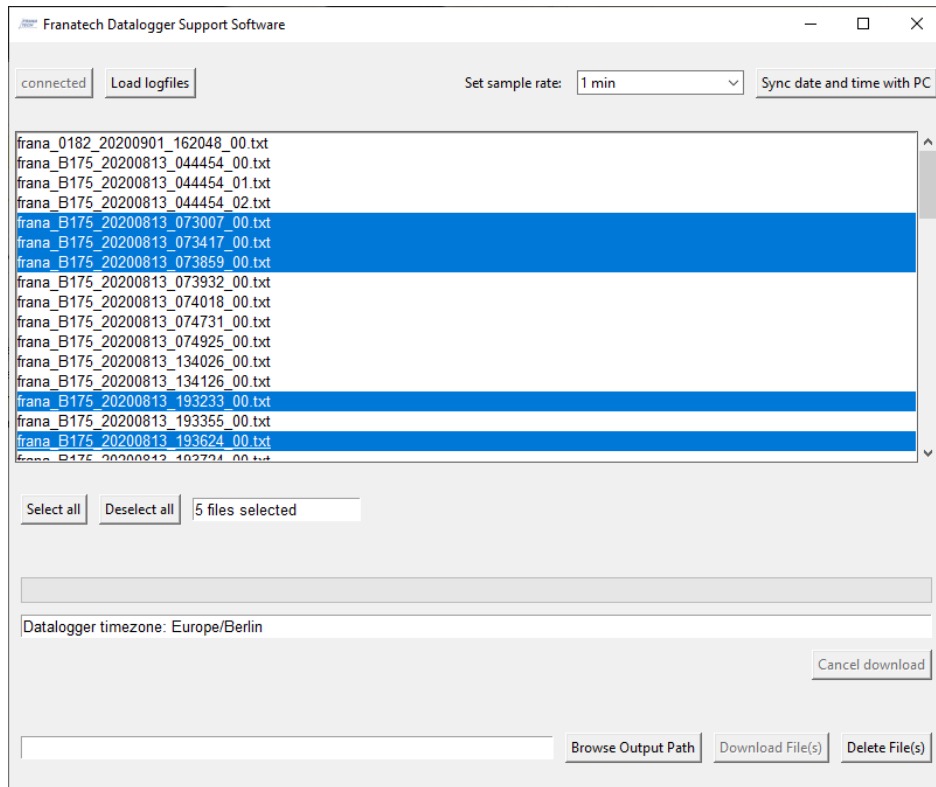 Franatech Datalogger Support Software
connected Load logfiles Set sample rate: 1 min Sync date and time with PC
frana_0182_20200901_162048_00.txt
frana_B175_20200813_044454_00.txt
frana_B175_20200813_044454_01.txt
frana_B175_20200813_044454_02.txt
frana_B175_20200813_073007_00.txt
frana_B175_20200813_073417_00.txt
frana_B175_20200813_073859_00.txt
frana_B175_20200813_073932_00.txt
frana_B175_20200813_074018_00.txt
frana_B175_20200813_074731_00.txt
frana_B175_20200813_074925_00.txt
frana_B175_20200813_134026_00.txt
frana_B175_20200813_134126_00.txt
frana_B175_20200813_193233_00.txt
frana_B175_20200813_193355_00.txt
frana_B175_20200813_193624_00.txt
frana_B175_20200813_193724_00.txt
Select all Deselect all 5 files selected
Datalogger timezone: Europe/Berlin
Cancel download
Browse Output Path Download File(s) Delete File(s)